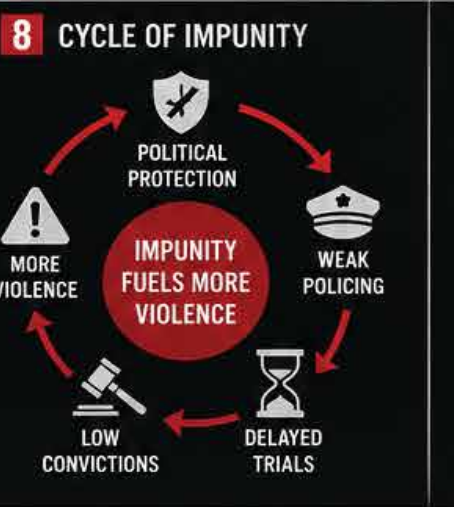 8 CYCLE OF IMPUNITY
POLITICAL
PROTECTION
WEAK
POLICING
DELAYED
TRIALS
LOW
CONVICTIONS
MORE
VIOLENCE
IMPUNITY
FUELS MORE
VIOLENCE